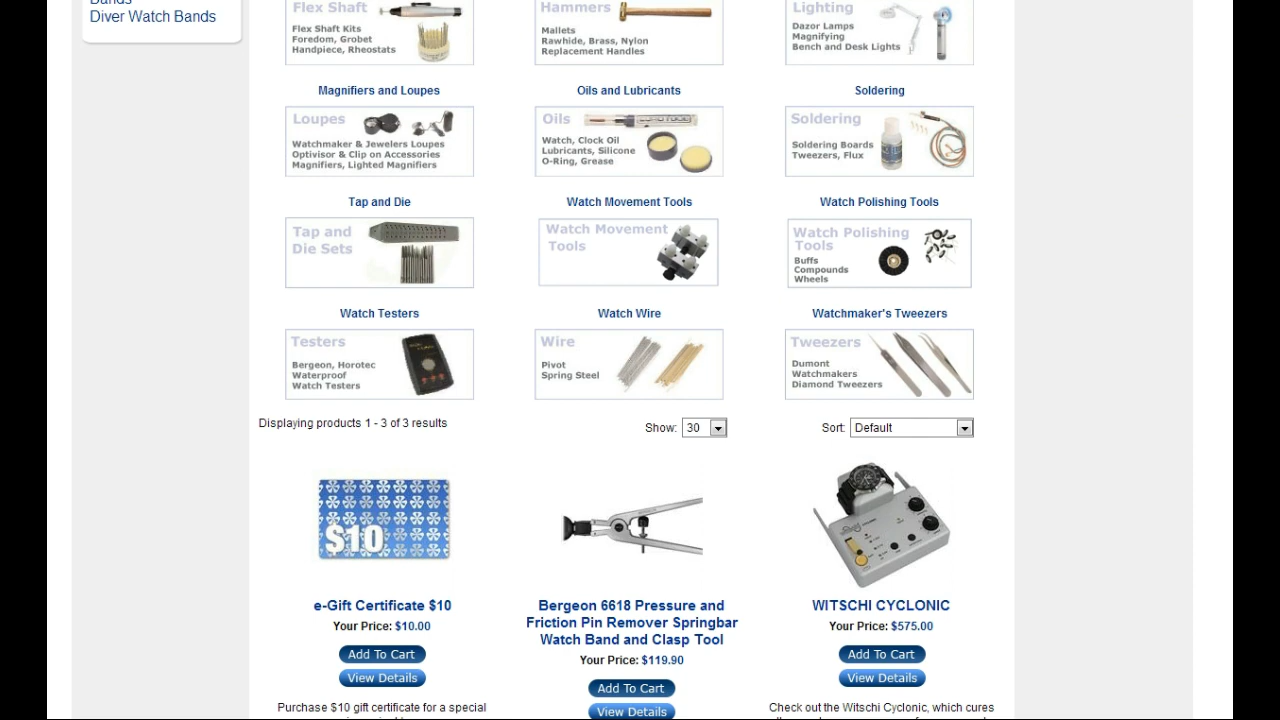 Bands
Diver Watch Bands
Flex Shaft
Flex Shaft Kits
Foredom, Grobet
Handpiece, Rheostats
Hammers
Mallets
Rawhide, Brass, Nylon
Replacement Handles
Lighting
Dazor Lamps
Magnifying
Bench and Desk Lights
Magnifiers and Loupes
Oils and Lubricants
Soldering
Loupes
Watchmaker & Jewelers Loupes
Optivisor & Clip on Accessories
Magnifiers, Lighted Magnifiers
Oils
Watch, Clock Oil
Lubricants, Silicone
O-Ring, Grease
Soldering
Soldering Boards
Tweezers, Flux
Tap and Die
Watch Movement Tools
Watch Polishing Tools
Tap and
Die Sets
Watch Movement
Tools
Watch Polishing
Tools
Buffs
Compounds
Wheels
Watch Testers
Watch Wire
Watchmaker's Tweezers
Testers
Bergeon, Horotec
Waterproof
Watch Testers
Wire
Pivot
Spring Steel
Tweezers
Dumont
Watchmakers
Diamond Tweezers
Displaying products 1 - 3 of 3 results
Show: 30
Sort: Default
$10
e-Gift Certificate $10
Your Price: $10.00
Add To Cart
View Details
Purchase $10 gift certificate for a special
Bergeon 6618 Pressure and
Friction Pin Remover Springbar
Watch Band and Clasp Tool
Your Price: $119.90
Add To Cart
View Details
WITSCHI CYCLONIC
Your Price: $575.00
Add To Cart
View Details
Check out the Witschi Cyclonic, which cures